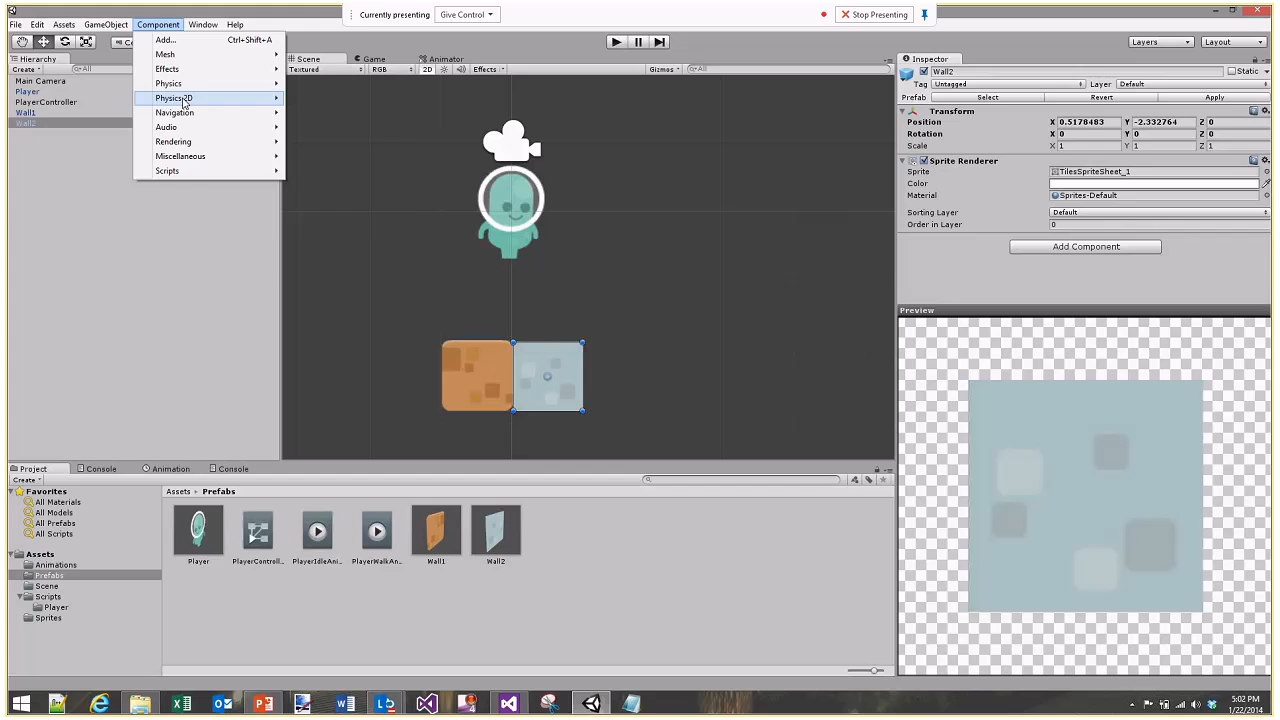 Currently presenting
Give Control
Stop Presenting
File Edit Assets GameObject Component Window Help
Add... Ctrl+Shift+A
Mesh
Effects
Physics
Physics 2D
Navigation
Audio
Rendering
Miscellaneous
Scripts
Layers
Layout
Hierarchy
Create
All
Main Camera
Player
PlayerController
Wall1
Wall2
Scene
Game
Animator
Textured
RGB
2D
Effects
Gizmos
All
Inspector
Wall2
Static
Tag Untagged Layer Default
Prefab Select Revert Apply
Transform
Position X 0.5178483 Y -2.332764 Z 0
Rotation X 0 Y 0 Z 0
Scale X 1 Y 1 Z 1
Sprite Renderer
Sprite TilesSpriteSheet_1
Color
Material Sprites-Default
Sorting Layer Default
Order in Layer 0
Add Component
Preview
Project
Console
Animation
Console
Create
Favorites
All Materials
All Models
All Prefabs
All Scripts
Assets
Animations
Prefabs
Scene
Scripts
Player
Sprites
Assets Prefabs
Player
PlayerControll...
PlayerIdleAni...
PlayerWalkAn...
Wall1
Wall2
5:02 PM
1/22/2014